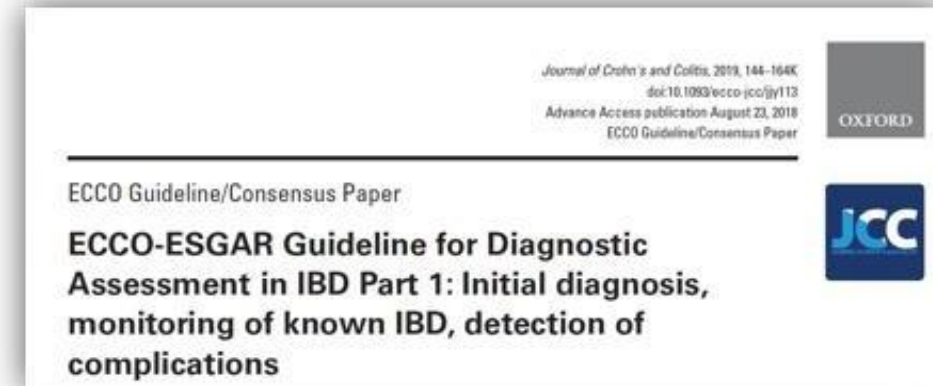 Journal of Crohn's and Colitis, 2019, 144–164K
doi:10.1093/ecco-jcc/jjy113
Advance Access publication August 23, 2018
ECCO Guideline/Consensus Paper
OXFORD
ECCO Guideline/Consensus Paper
JCC
ECCO-ESGAR Guideline for Diagnostic
Assessment in IBD Part 1: Initial diagnosis,
monitoring of known IBD, detection of
complications